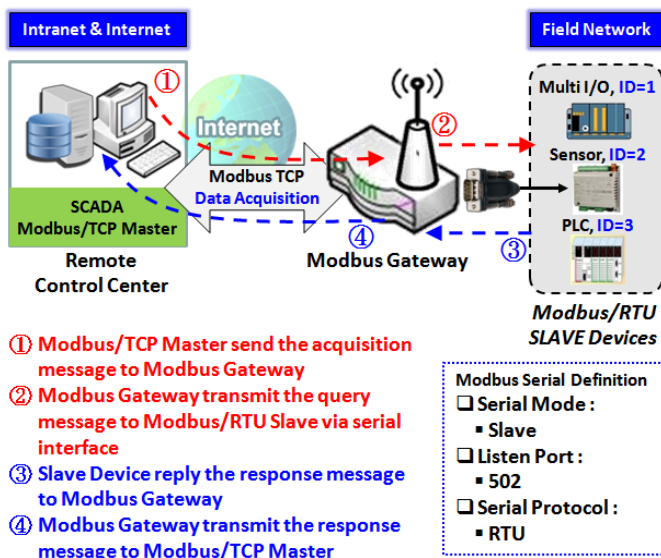 Intranet & Internet
Field Network
①
Internet
②
Multi I/O, ID=1
Sensor, ID=2
PLC, ID=3
Modbus TCP
Data Acquisition
SCADA
Modbus/TCP Master
④
③
Remote
Control Center
Modbus Gateway
Modbus/RTU
SLAVE Devices
① Modbus/TCP Master send the acquisition
message to Modbus Gateway
② Modbus Gateway transmit the query
message to Modbus/RTU Slave via serial
interface
③ Slave Device reply the response message
to Modbus Gateway
④ Modbus Gateway transmit the response
message to Modbus/TCP Master
Modbus Serial Definition
❑ Serial Mode :
▪ Slave
❑ Listen Port :
▪ 502
❑ Serial Protocol :
▪ RTU